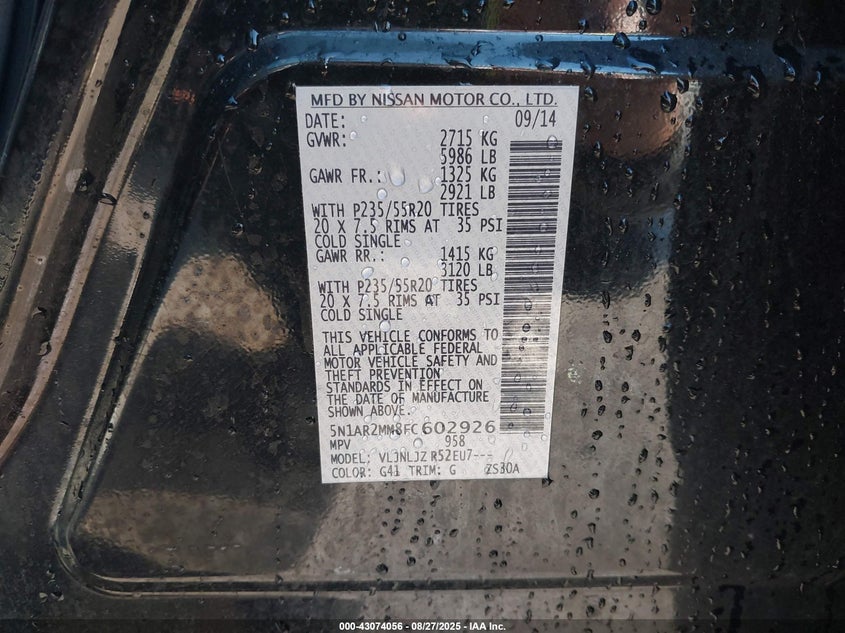 MFD BY NISSAN MOTOR CO., LTD.
DATE: 09/14
GVWR: 2715 KG
5986 LB
GAWR FR.: 1325 KG
2921 LB
WITH P235/55R20 TIRES
20 X 7.5 RIMS AT 35 PSI
COLD SINGLE
GAWR RR.: 1415 KG
3120 LB
WITH P235/55R20 TIRES
20 X 7.5 RIMS AT 35 PSI
COLD SINGLE
THIS VEHICLE CONFORMS TO
ALL APPLICABLE FEDERAL
MOTOR VEHICLE SAFETY AND
THEFT PREVENTION
STANDARDS IN EFFECT ON
THE DATE OF MANUFACTURE
SHOWN ABOVE.
5N1AR2MM8FC602926
MPV 958
MODEL: VLJNLJZ R52EU7---
COLOR: G41 TRIM: G ZS30A
000-43074056 - 08/27/2025 - IAA Inc.